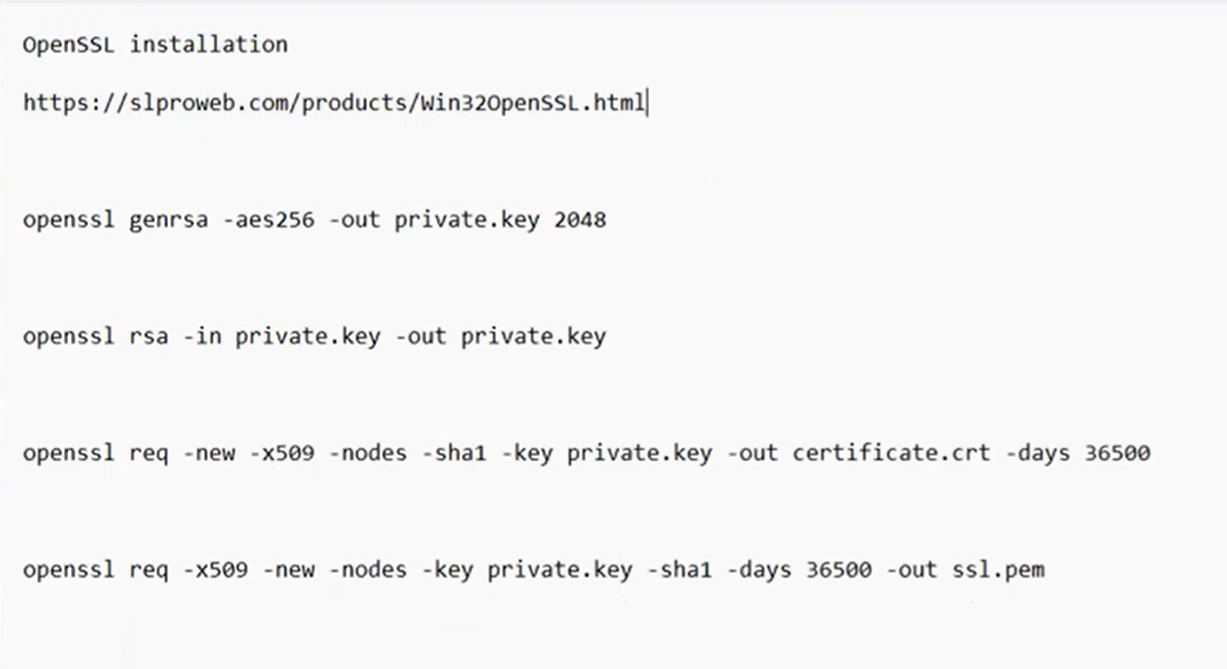 OpenSSL installation
https://slproweb.com/products/Win32OpenSSL.html
openssl genrsa -aes256 -out private.key 2048
openssl rsa -in private.key -out private.key
openssl req -new -x509 -nodes -sha1 -key private.key -out certificate.crt -days 36500
openssl req -x509 -new -nodes -key private.key -sha1 -days 36500 -out ssl.pem